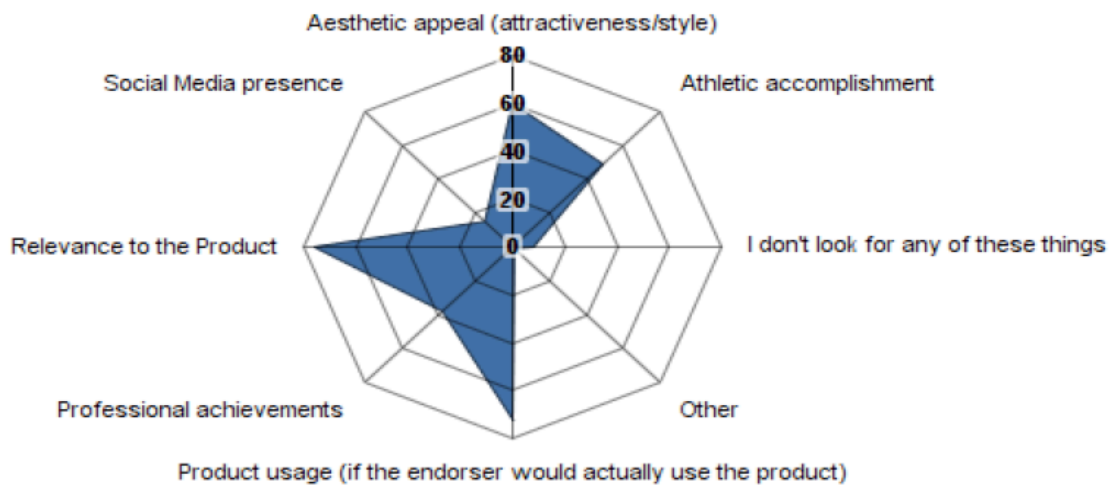 Aesthetic appeal (attractiveness/style)
80
Social Media presence
Athletic accomplishment
60
40
20
Relevance to the Product
0
I don't look for any of these things
Professional achievements
Other
Product usage (if the endorser would actually use the product)